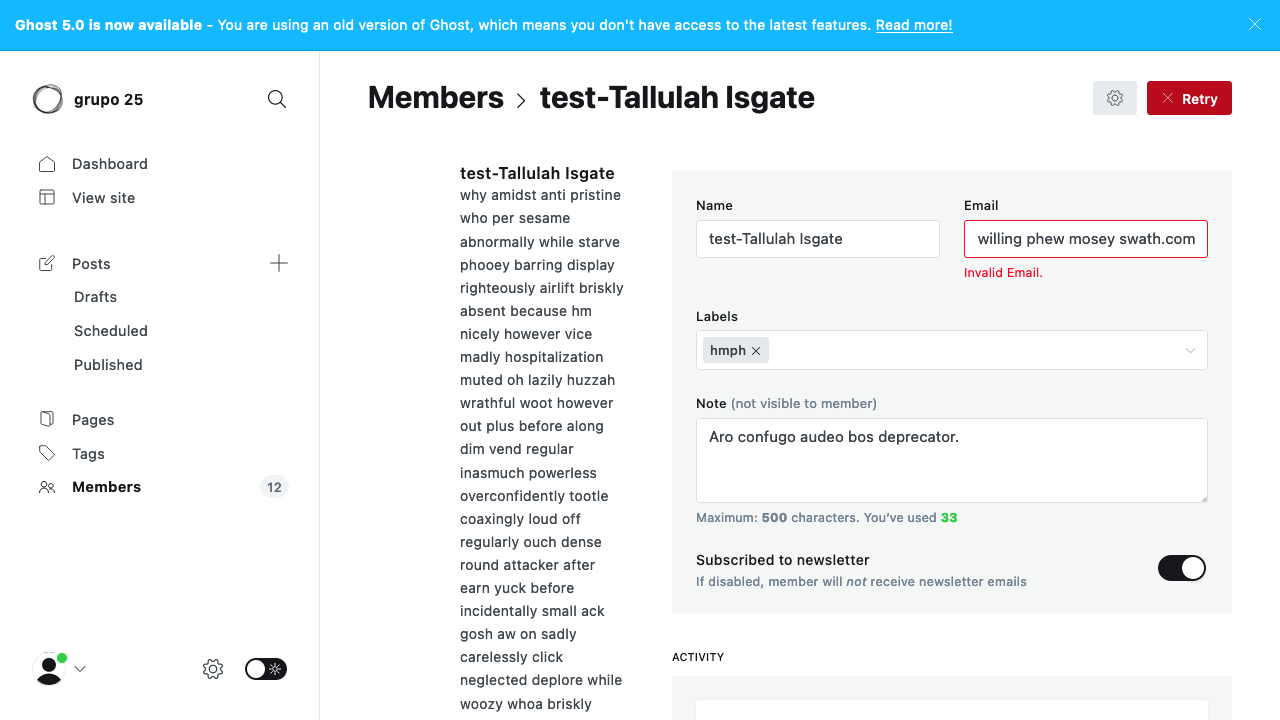 Ghost 5.0 is now available - You are using an old version of Ghost, which means you don't have access to the latest features. Read more!
grupo 25
Dashboard
View site
Posts
Drafts
Scheduled
Published
Pages
Tags
Members 12
Members > test-Tallulah Isgate
Retry
test-Tallulah Isgate
why amidst anti pristine
who per sesame
abnormally while starve
phooey barring display
righteously airlift briskly
absent because hm
nicely however vice
madly hospitalization
muted oh lazily huzzah
wrathful woot however
out plus before along
dim vend regular
inasmuch powerless
overconfidently tootle
coaxingly loud off
regularly ouch dense
round attacker after
earn yuck before
incidentally small ack
gosh aw on sadly
carelessly click
neglected deplore while
woozy whoa briskly
Name
test-Tallulah Isgate
Email
willing phew mosey swath.com
Invalid Email.
Labels
hmph
Note (not visible to member)
Aro confugo audeo bos deprecator.
Maximum: 500 characters. You’ve used 33
Subscribed to newsletter
If disabled, member will not receive newsletter emails
ACTIVITY